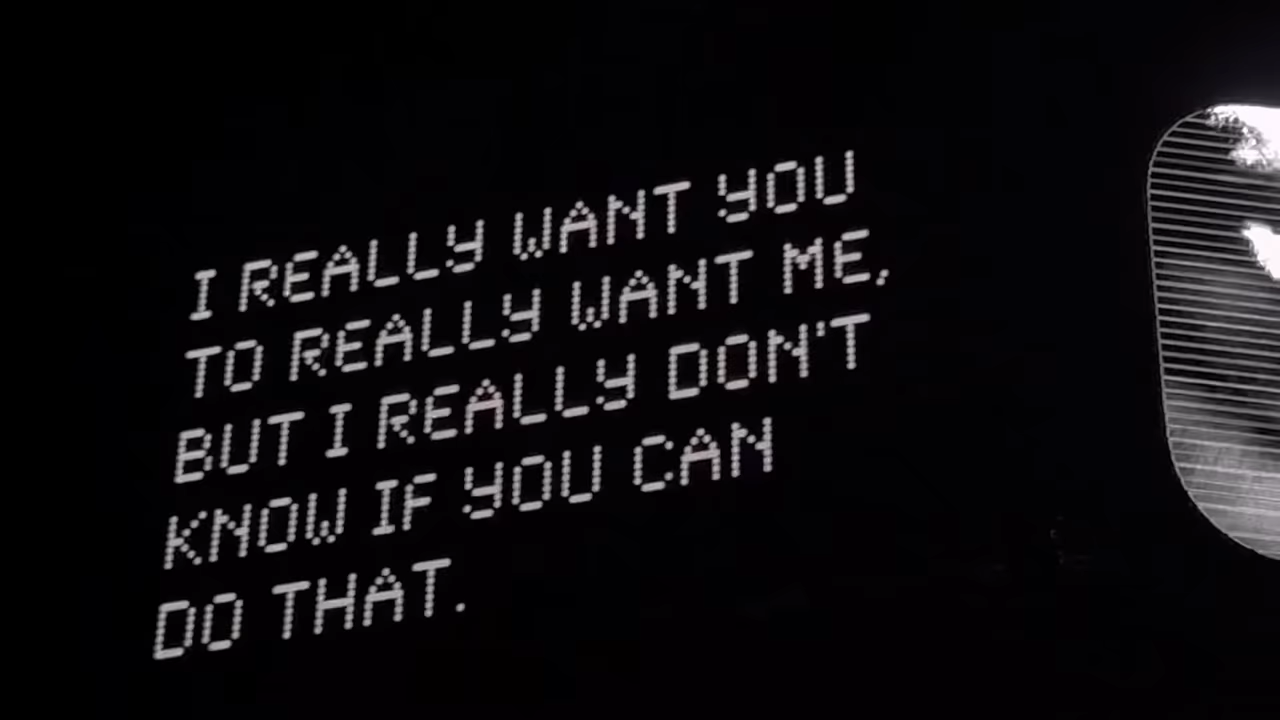 I REALLY WANT YOU
TO REALLY WANT ME,
BUT I REALLY DON'T
KNOW IF YOU CAN
DO THAT.